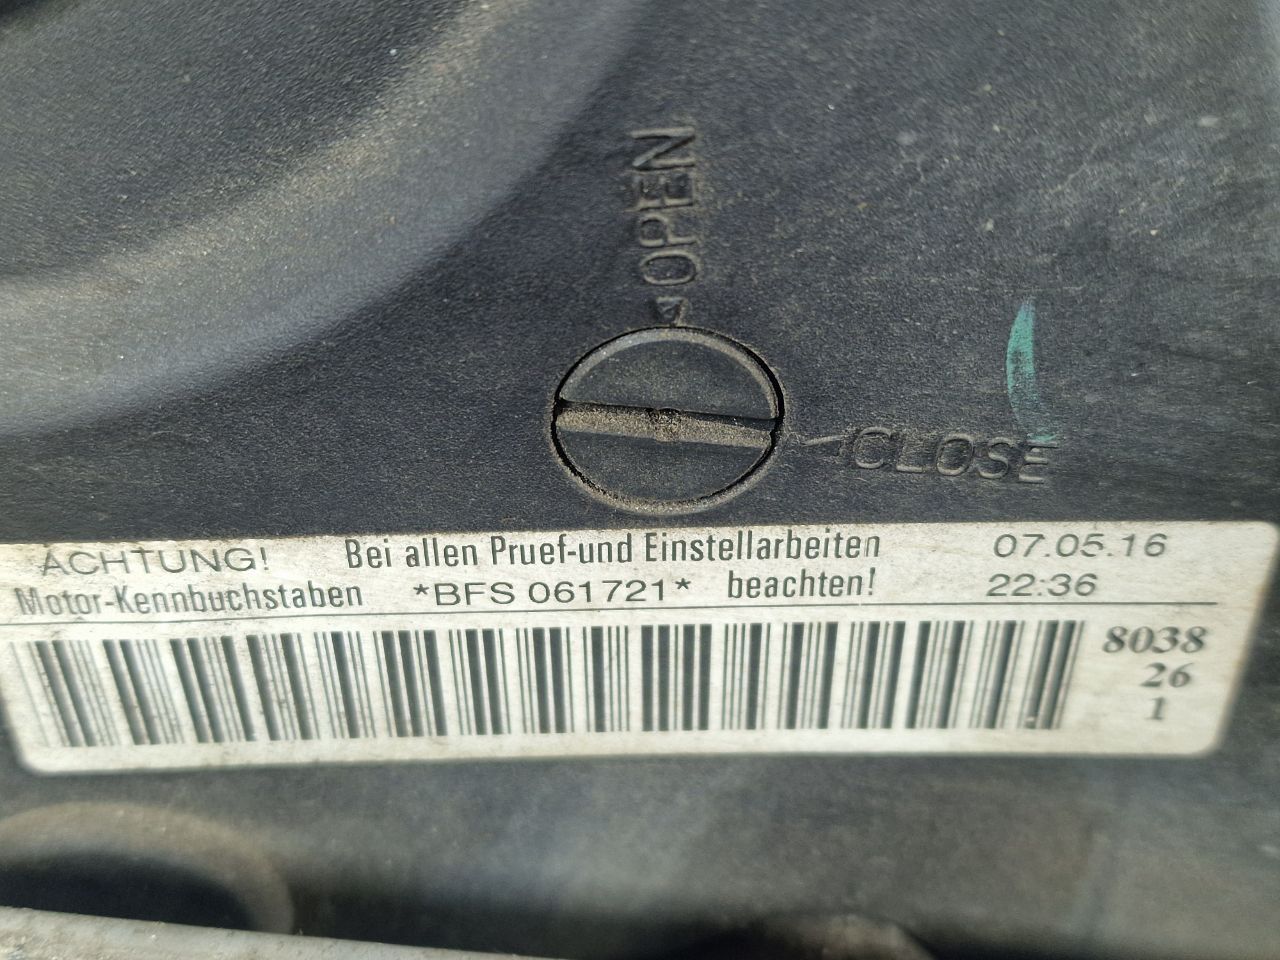 OPEN
CLOSE
ACHTUNG! Bei allen Pruef-und Einstellarbeiten 07.05.16
Motor-Kennbuchstaben *BFS 061721* beachten! 22:36
8038
26
1